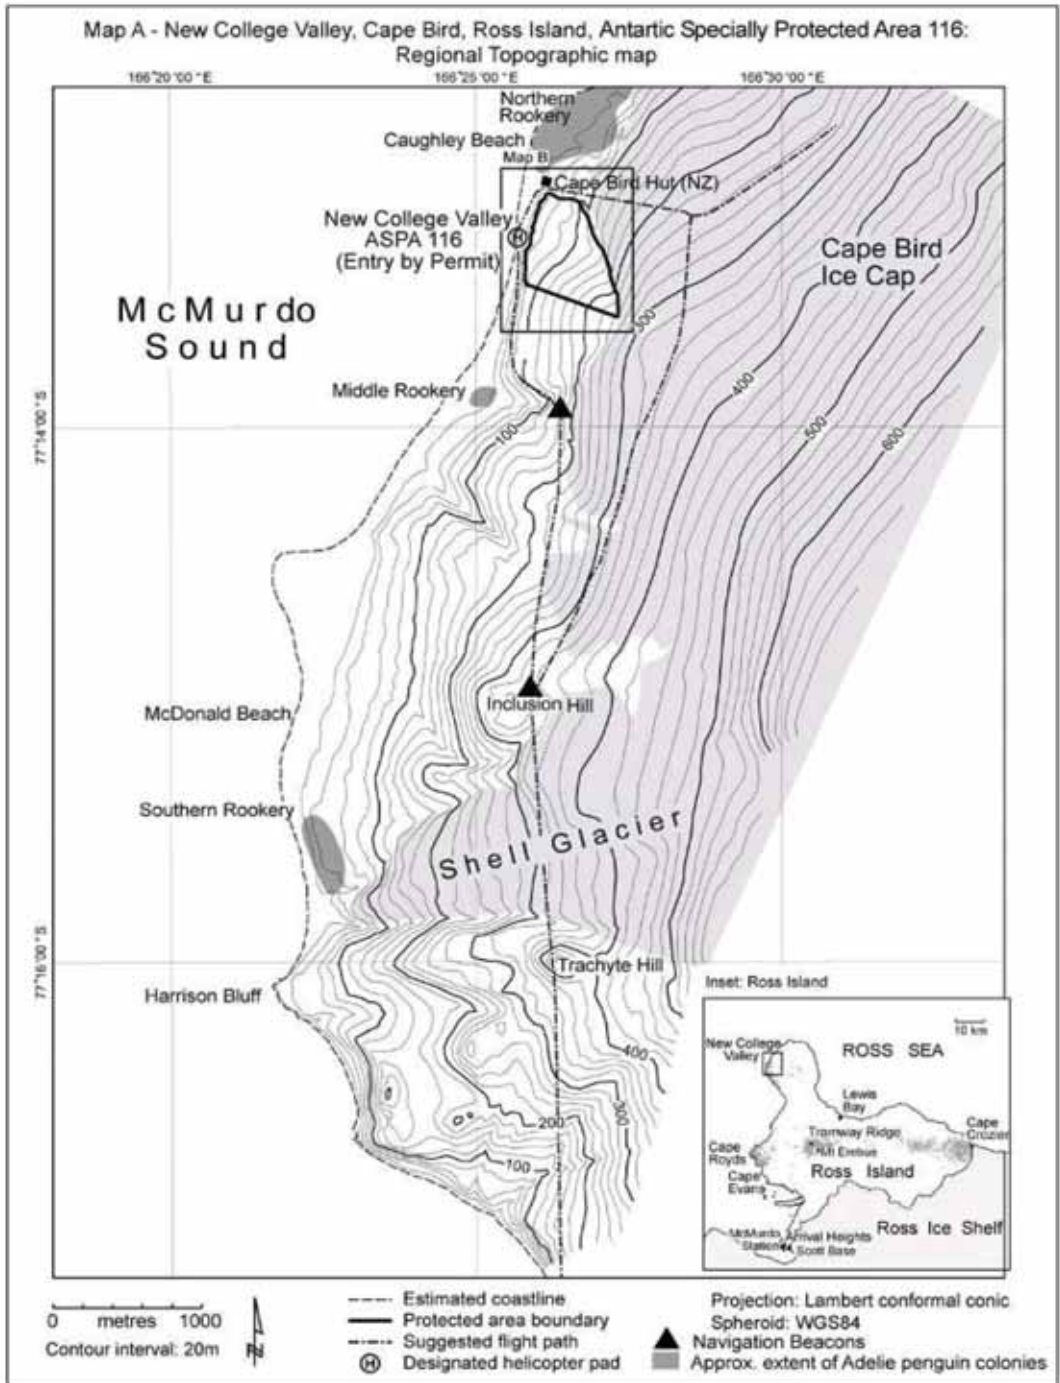 Map A - New College Valley, Cape Bird, Ross Island, Antartic Specially Protected Area 116:
Regional Topographic map
166°20'00"E
166°25'00"E
166°30'00"E
Northern
Rookery
Caughley Beach
Map B
Cape Bird Hut (NZ)
New College Valley
ASPA 116
(Entry by Permit)
H
Cape Bird
Ice Cap
McMurdo
Sound
300
Middle Rookery
400
77°14'00"S
100
500
600
Inclusion Hill
McDonald Beach
Southern Rookery
Shell Glacier
77°16'00"S
Trachyte Hill
Harrison Bluff
400
300
200
100
Inset: Ross Island
10 km
New College
Valley
ROSS SEA
Lewis
Bay
Cape
Crozier
Tramway Ridge
Mt Erebus
Cape
Royds
Ross Island
Cape
Evans
Ross Ice Shelf
McMurdo
Station
Arrival Heights
Scott Base
0 metres 1000
Contour interval: 20m
N
Estimated coastline
Protected area boundary
Suggested flight path
H Designated helicopter pad
Projection: Lambert conformal conic
Spheroid: WGS84
Navigation Beacons
Approx. extent of Adelie penguin colonies